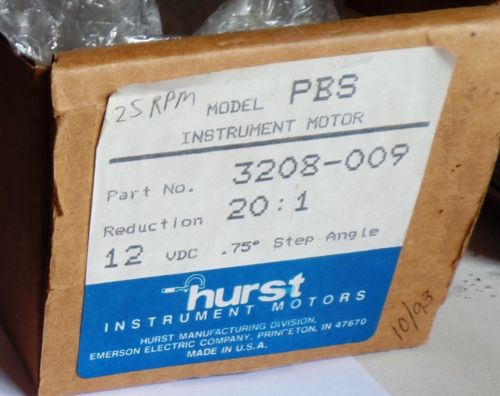 25 RPM
MODEL PBS
INSTRUMENT MOTOR
Part No. 3208-009
Reduction 20:1
12 VDC .75° Step Angle
hurst
INSTRUMENT MOTORS
HURST MANUFACTURING DIVISION,
EMERSON ELECTRIC COMPANY, PRINCETON, IN 47670
MADE IN U.S.A.
10/93